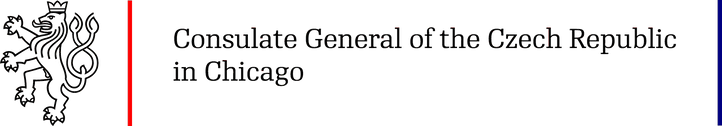 Consulate General of the Czech Republic
in Chicago